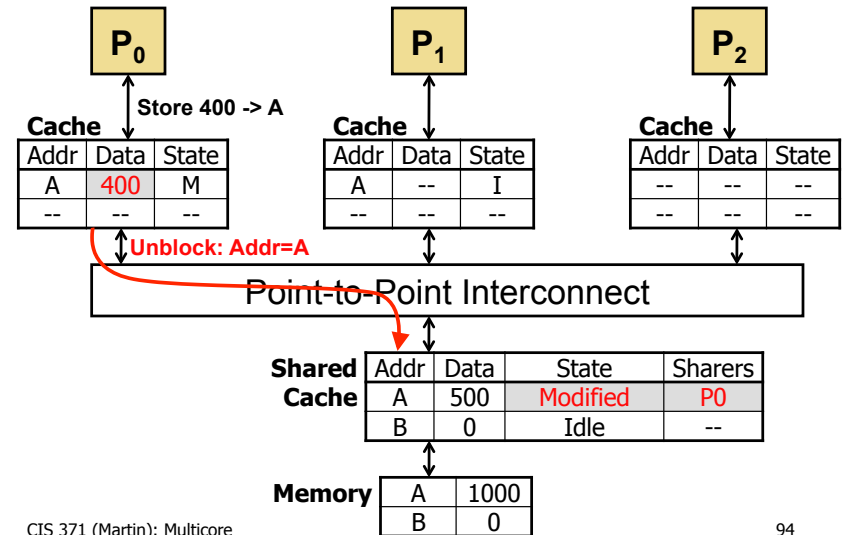 P0 P1 P2
Store 400 -> A
Cache Cache Cache
Addr Data State Addr Data State Addr Data State
A 400 M A -- I -- -- --
-- -- -- -- -- -- -- -- --
Unblock: Addr=A
Point-to-Point Interconnect
Shared Addr Data State Sharers
Cache A 500 Modified P0
B 0 Idle --
Memory A 1000
B 0
CIS 371 (Martin): Multicore 94